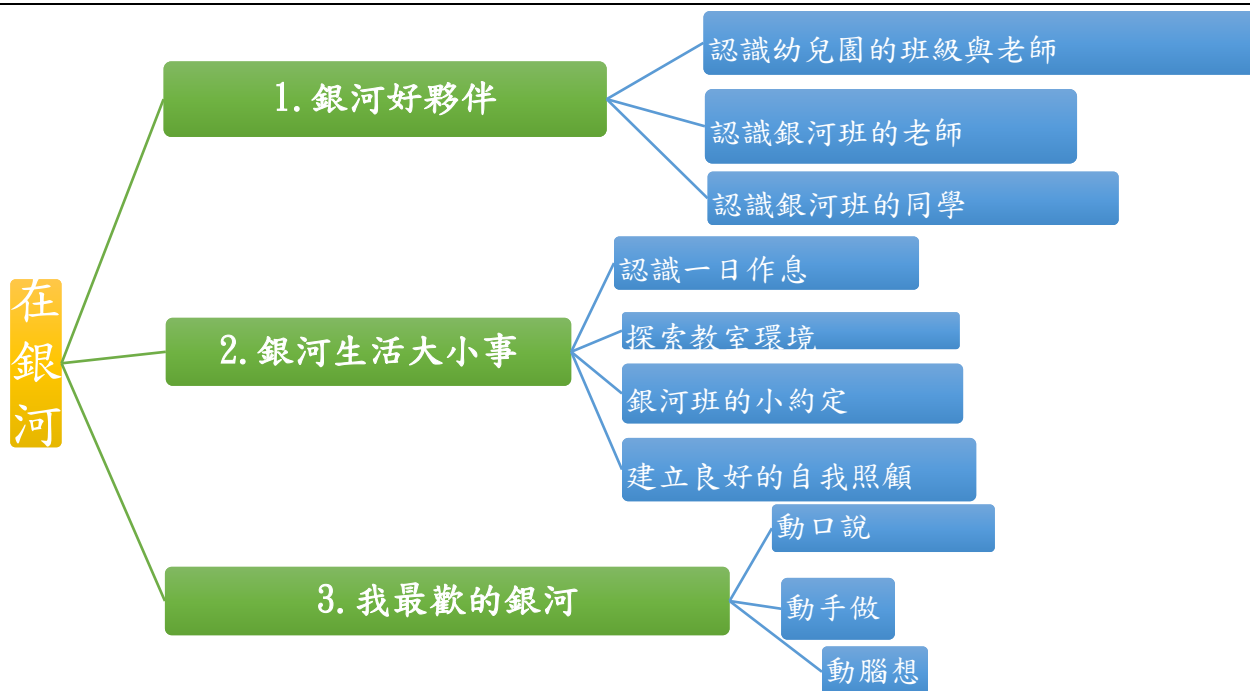 在銀河
1.銀河好夥伴
認識幼兒園的班級與老師
認識銀河班的老師
認識銀河班的同學
2.銀河生活大小事
認識一日作息
探索教室環境
銀河班的小約定
建立良好的自我照顧
3.我最歡的銀河
動口說
動手做
動腦想